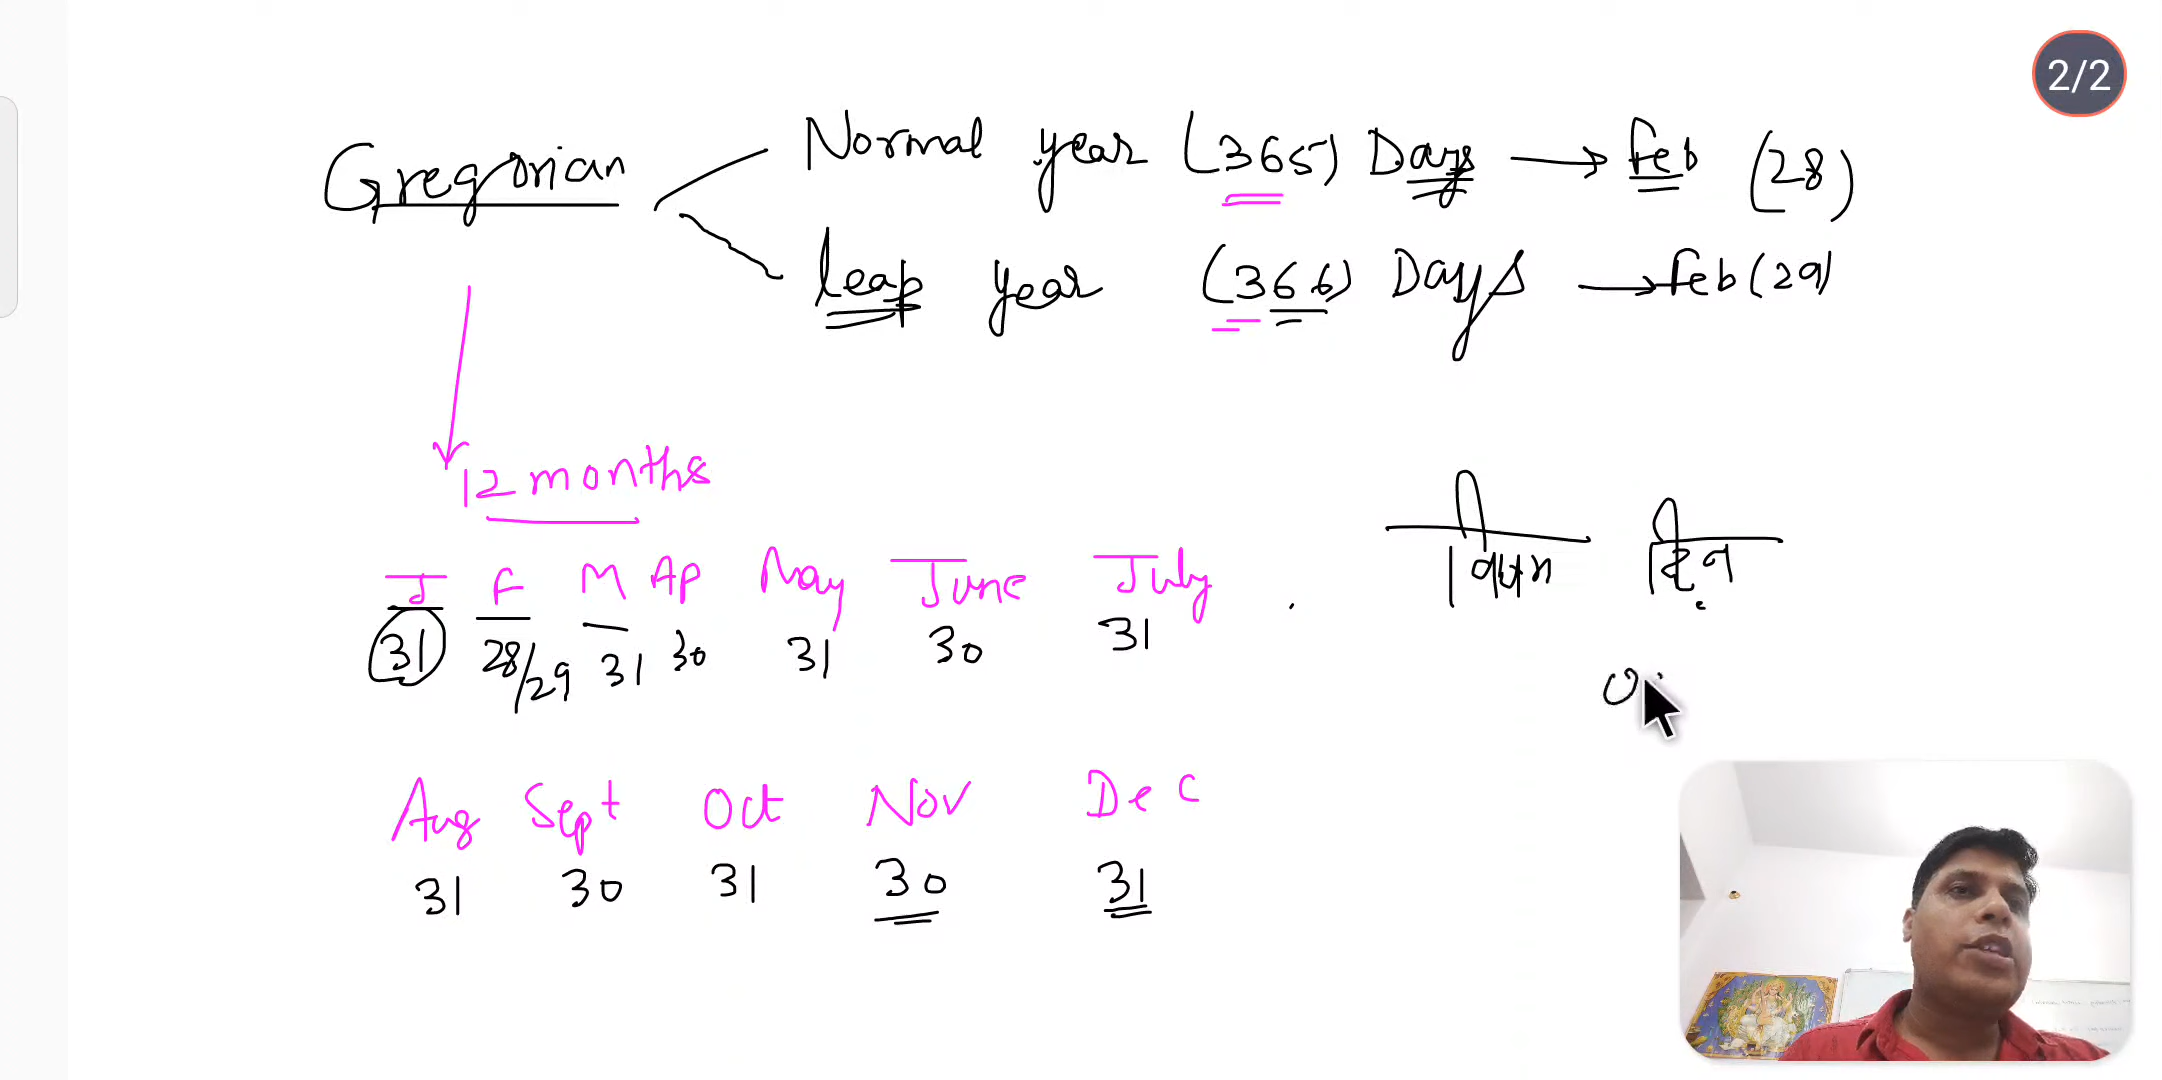 2/2
Gregorian
Normal year (365) Days → feb (28)
leap year (366) Days → feb (29)
12 months
J F M AP May June July
31 28/29 31 30 31 30 31
विषम दिन
Aug Sept Oct Nov Dec
31 30 31 30 31